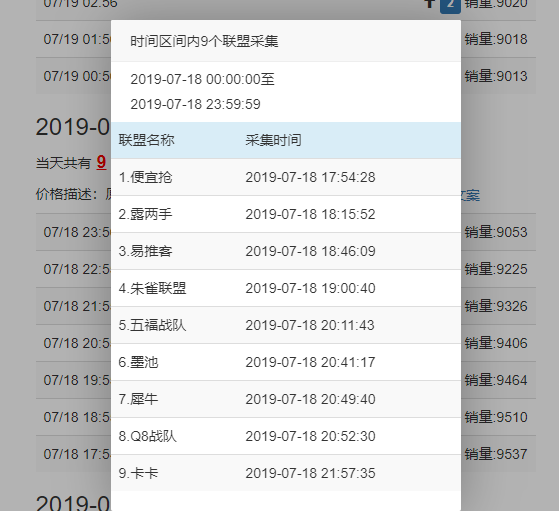 07/19 02:56 2 销量:9020
时间区间内9个联盟采集
07/19 01:5 销量:9018
2019-07-18 00:00:00至
07/19 00:5 销量:9013
2019-07-18 23:59:59
2019-0
联盟名称 采集时间
当天共有 9
1.便宜抢 2019-07-18 17:54:28
价格描述: 文案
2.露两手 2019-07-18 18:15:52
07/18 23:5 销量:9053
3.易推客 2019-07-18 18:46:09
07/18 22:5 销量:9225
4.朱雀联盟 2019-07-18 19:00:40
07/18 21:5 销量:9326
5.五福战队 2019-07-18 20:11:43
07/18 20:5 销量:9406
6.墨池 2019-07-18 20:41:17
07/18 19:5 销量:9464
7.犀牛 2019-07-18 20:49:40
07/18 18:5 销量:9510
8.Q8战队 2019-07-18 20:52:30
07/18 17:5 销量:9537
9.卡卡 2019-07-18 21:57:35
2019-0